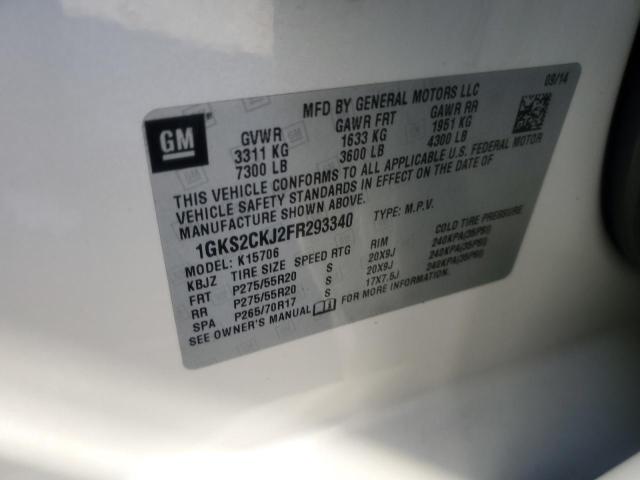 09/14
MFD BY GENERAL MOTORS LLC
GM
GVWR GAWR FRT GAWR RR
3311 KG 1633 KG 1951 KG
7300 LB 3600 LB 4300 LB
THIS VEHICLE CONFORMS TO ALL APPLICABLE U.S. FEDERAL MOTOR
VEHICLE SAFETY STANDARDS IN EFFECT ON THE DATE OF
MANUFACTURE SHOWN ABOVE.
1GKS2CKJ2FR293340 TYPE: M.P.V.
MODEL: K15706
KBJZ TIRE SIZE SPEED RTG RIM COLD TIRE PRESSURE
FRT P275/55R20 S 20X9J 240KPA(35PSI)
RR P275/55R20 S 20X9J 240KPA(35PSI)
SPA P265/70R17 S 17X7.5J 240KPA(35PSI)
SEE OWNER'S MANUAL FOR MORE INFORMATION.